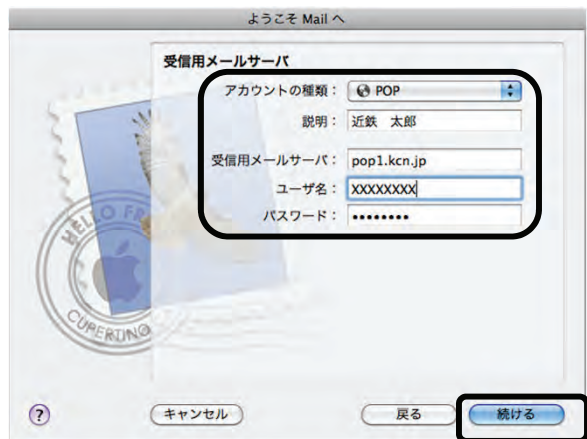 ようこそ Mail へ
受信用メールサーバ
アカウントの種類： POP
説明： 近鉄 太郎
受信用メールサーバ： pop1.kcn.jp
ユーザ名： XXXXXXXX
パスワード： ••••••••
HELLO FR
CUPERTINO
?
キャンセル
戻る
続ける